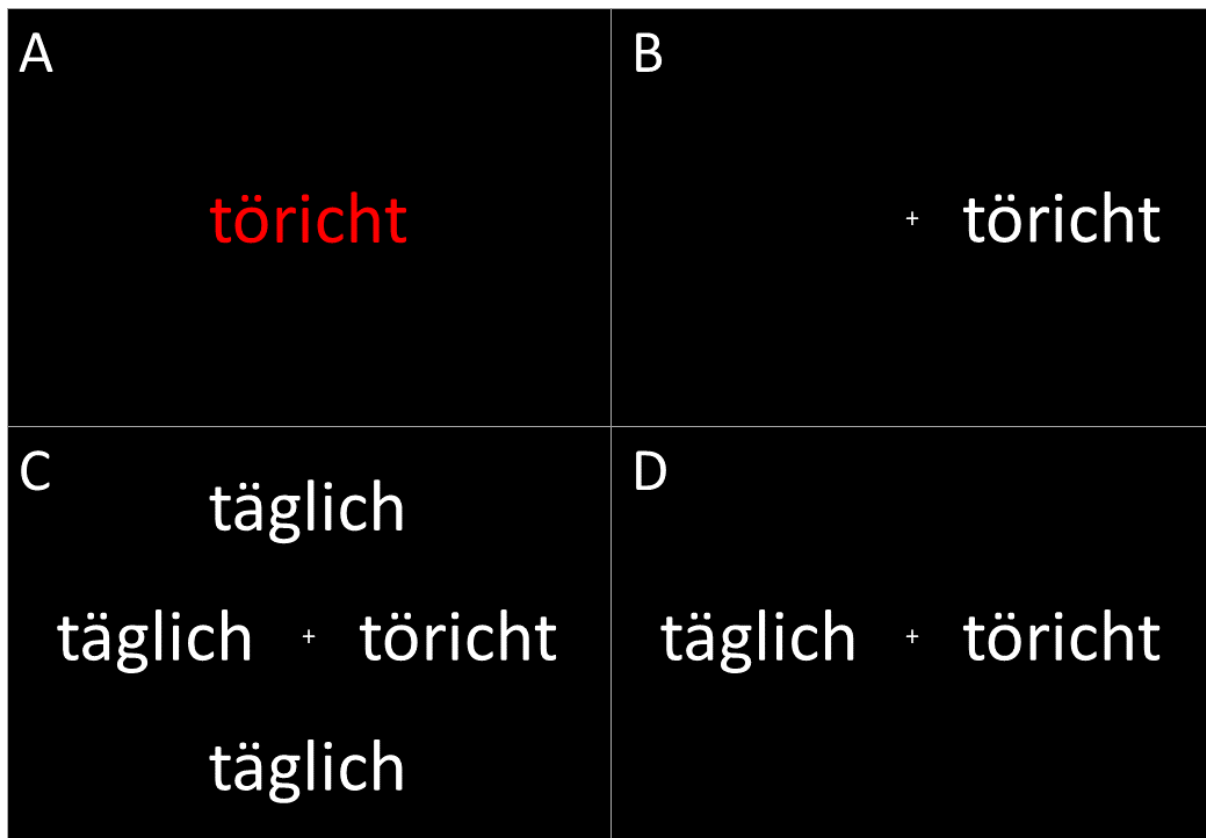 A
töricht
B
+ töricht
C
täglich
täglich + töricht
täglich
D
täglich + töricht